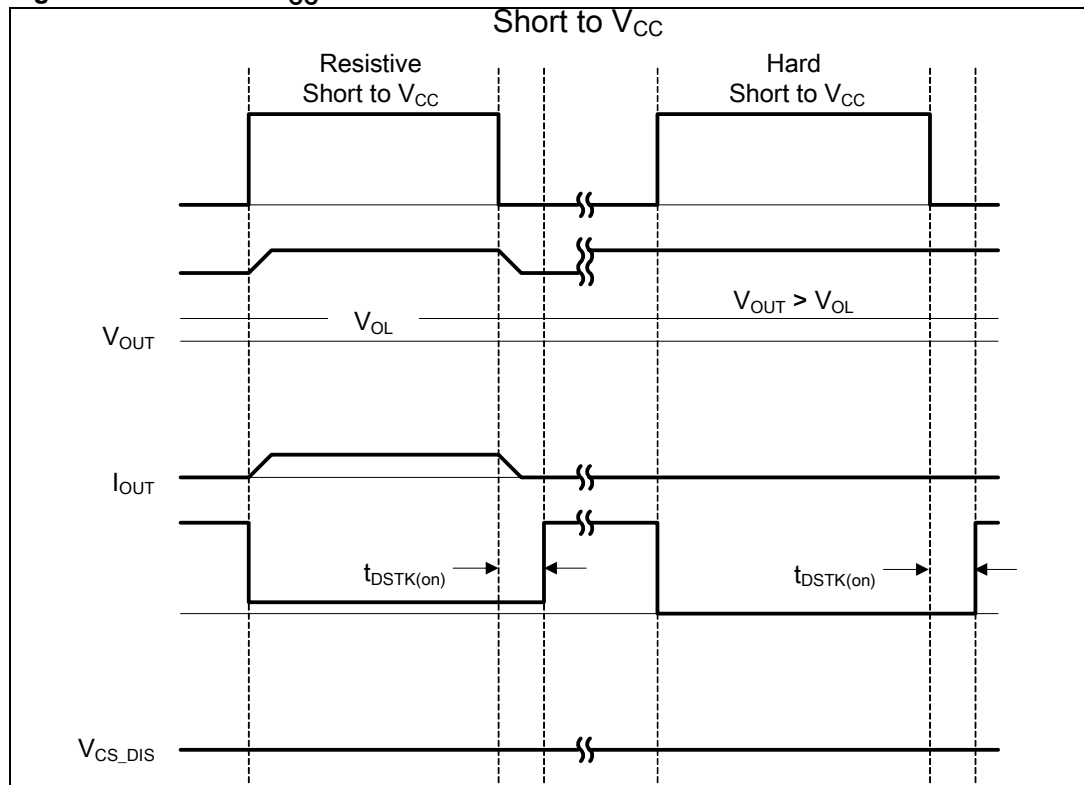 Short to VCC
Resistive
Short to VCC
Hard
Short to VCC
VOUT > VOL
VOL
VOUT
IOUT
tDSTK(on)
tDSTK(on)
VCS_DIS